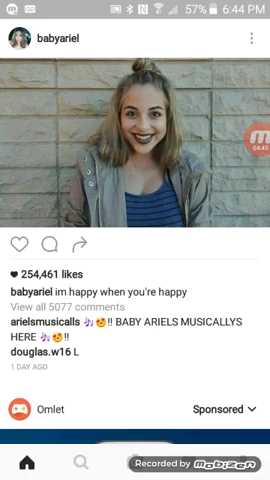 57% 6:44 PM
babyariel
04:45
254,461 likes
babyariel im happy when you're happy
View all 5077 comments
arielsmusicalls 🎶😍!! BABY ARIELS MUSICALLYS
HERE 🎶😍!!
douglas.w16 L
1 DAY AGO
Omlet Sponsored
Recorded by mobizen